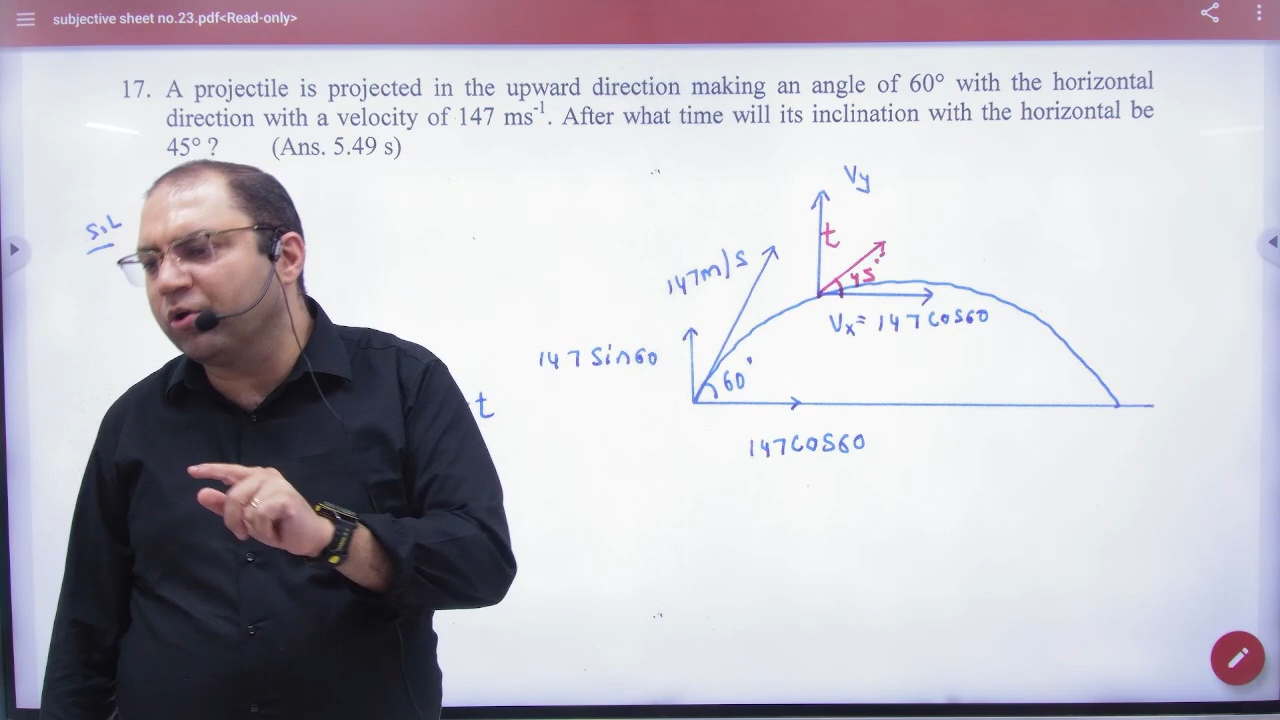 subjective sheet no.23.pdf<Read-only>
17. A projectile is projected in the upward direction making an angle of 60° with the horizontal
direction with a velocity of 147 ms⁻¹. After what time will its inclination with the horizontal be
45° ? (Ans. 5.49 s)
Sol
Vy
t
147m/s
45°
Vx = 147 cos60
147 Sin60
60°
t
147cos60